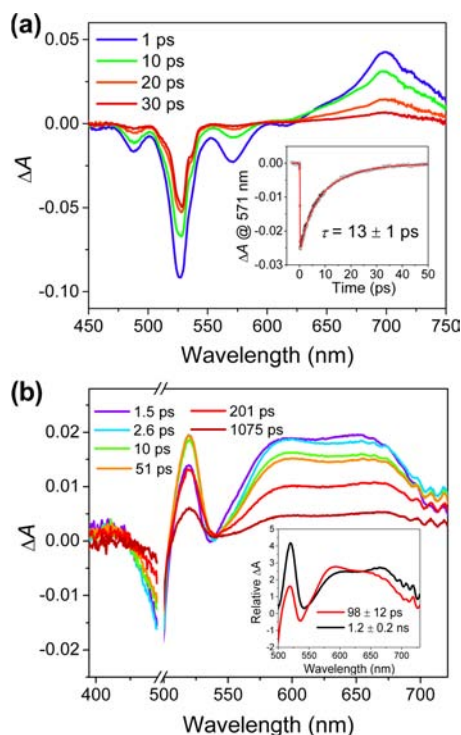 (a)
0.05
0.00
-0.05
-0.10
ΔA
1 ps
10 ps
20 ps
30 ps
0.00
-0.01
-0.02
-0.03
ΔA @ 571 nm
τ = 13 ± 1 ps
0 10 20 30 40 50
Time (ps)
450 500 550 600 650 700 750
Wavelength (nm)
(b)
0.02
0.01
0.00
-0.01
-0.02
ΔA
1.5 ps 201 ps
2.6 ps 1075 ps
10 ps
51 ps
5
4
3
2
1
0
-1
Relative ΔA
98 ± 12 ps
1.2 ± 0.2 ns
500 550 600 650 700
Wavelength (nm)
400 500 550 600 650 700
Wavelength (nm)